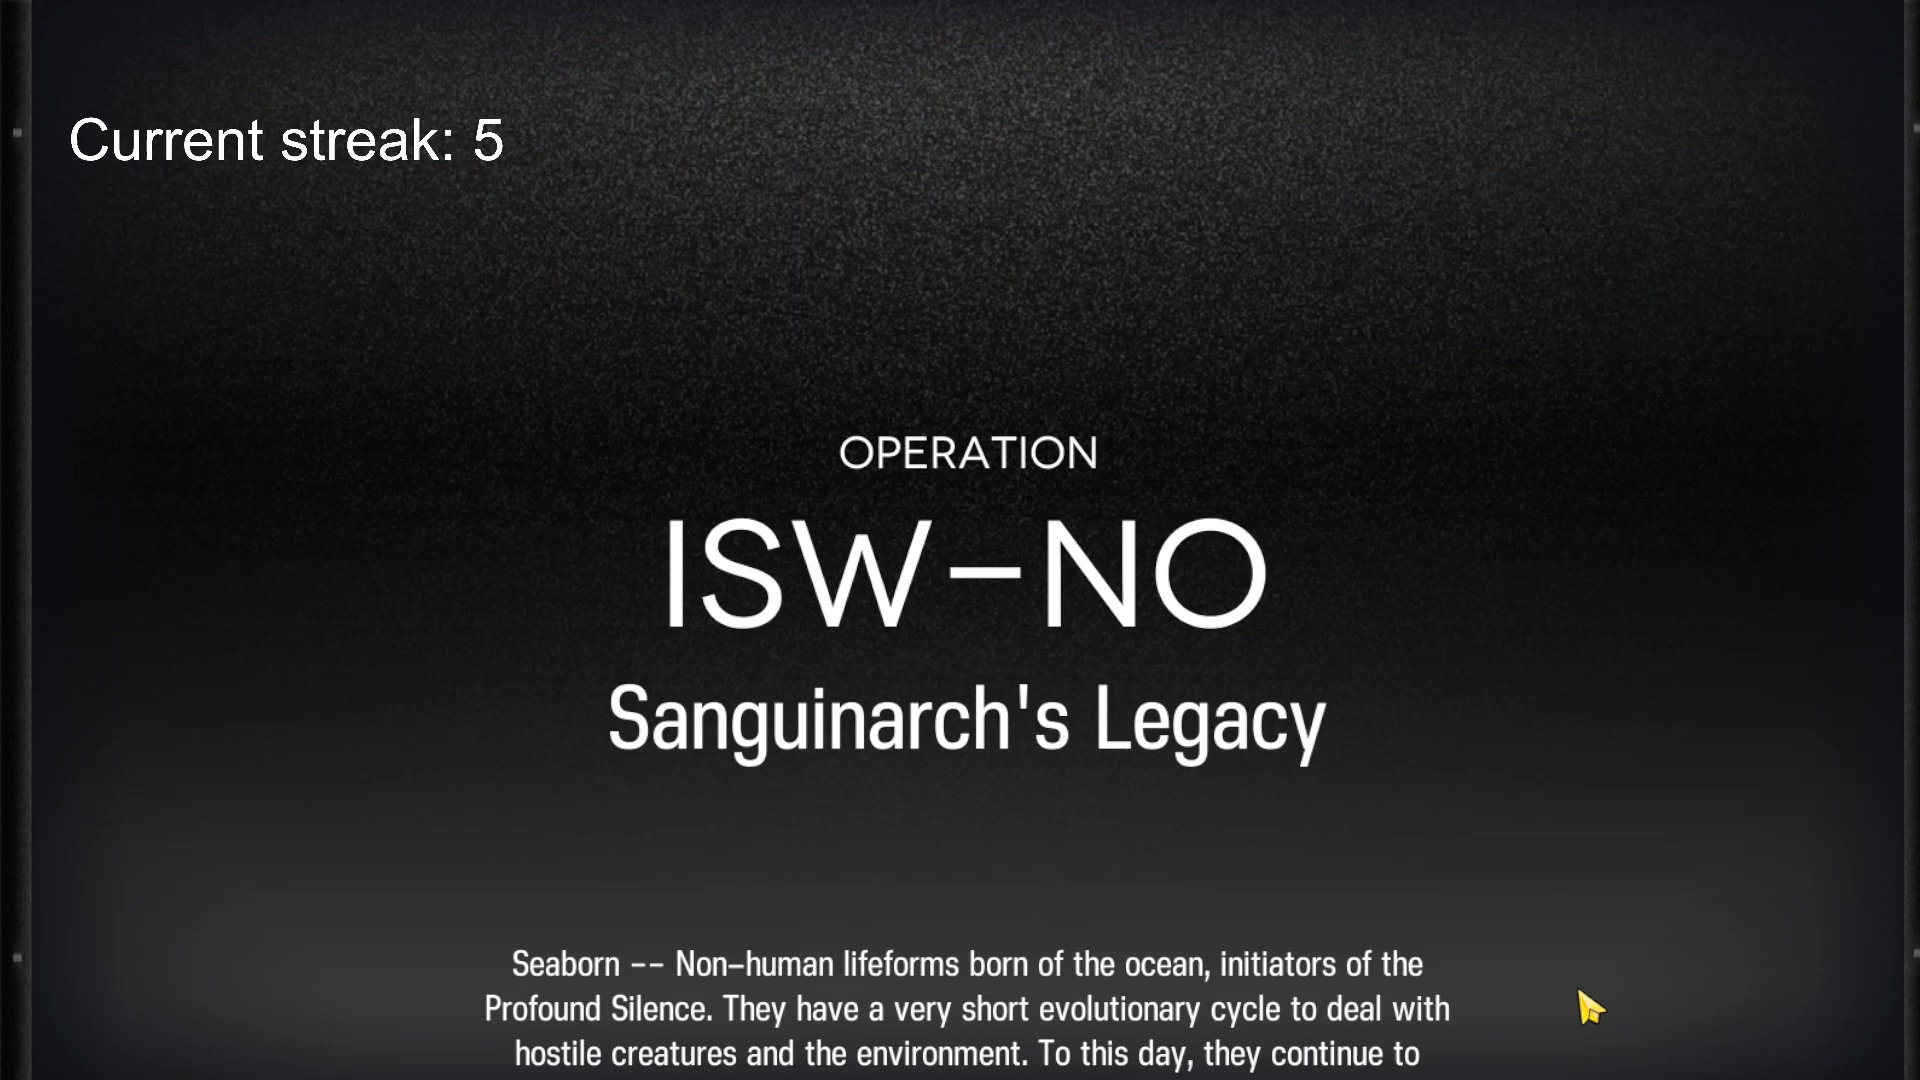 Current streak: 5
OPERATION
ISW-NO
Sanguinarch's Legacy
Seaborn -- Non-human lifeforms born of the ocean, initiators of the
Profound Silence. They have a very short evolutionary cycle to deal with
hostile creatures and the environment. To this day, they continue to